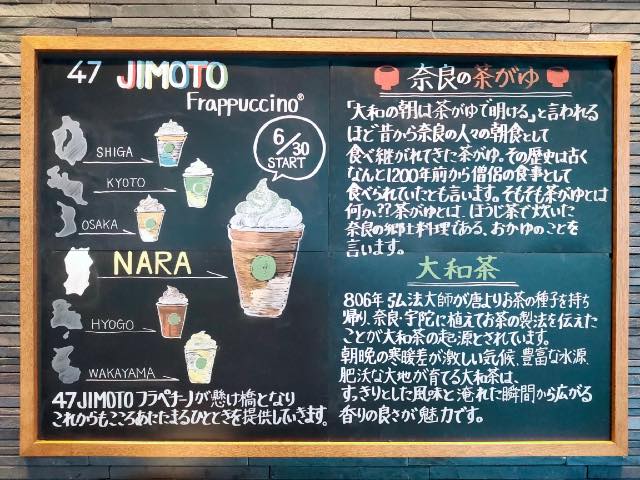 47 JIMOTO
Frappuccino®
6/30
START
SHIGA
KYOTO
OSAKA
NARA
HYOGO
WAKAYAMA
47 JIMOTO フラペチーノが懸け橋となり
これからもこころあたたまるひとときを提供していきます。
奈良の茶がゆ
「大和の朝は茶がゆで明ける」と言われる
ほど昔から奈良の人々の朝食として
食べ継がれてきた茶がゆ。その歴史は古く
なんと1200年前から僧侶の食事として
食べられていたとも言います。そもそも茶がゆとは
何か??茶がゆとは、ほうじ茶で炊いた
奈良の郷土料理である、おかゆのことを
言います。
大和茶
806年 弘法大師が唐よりお茶の種子を持ち
帰り、奈良・宇陀に植えてお茶の製法を伝えた
ことが大和茶の起源とされています。
朝晩の寒暖差が激しい気候、豊富な水源、
肥沃な大地が育てる大和茶は、
すっきりとした風味と淹れた瞬間から広がる
香りの良さが魅力です。